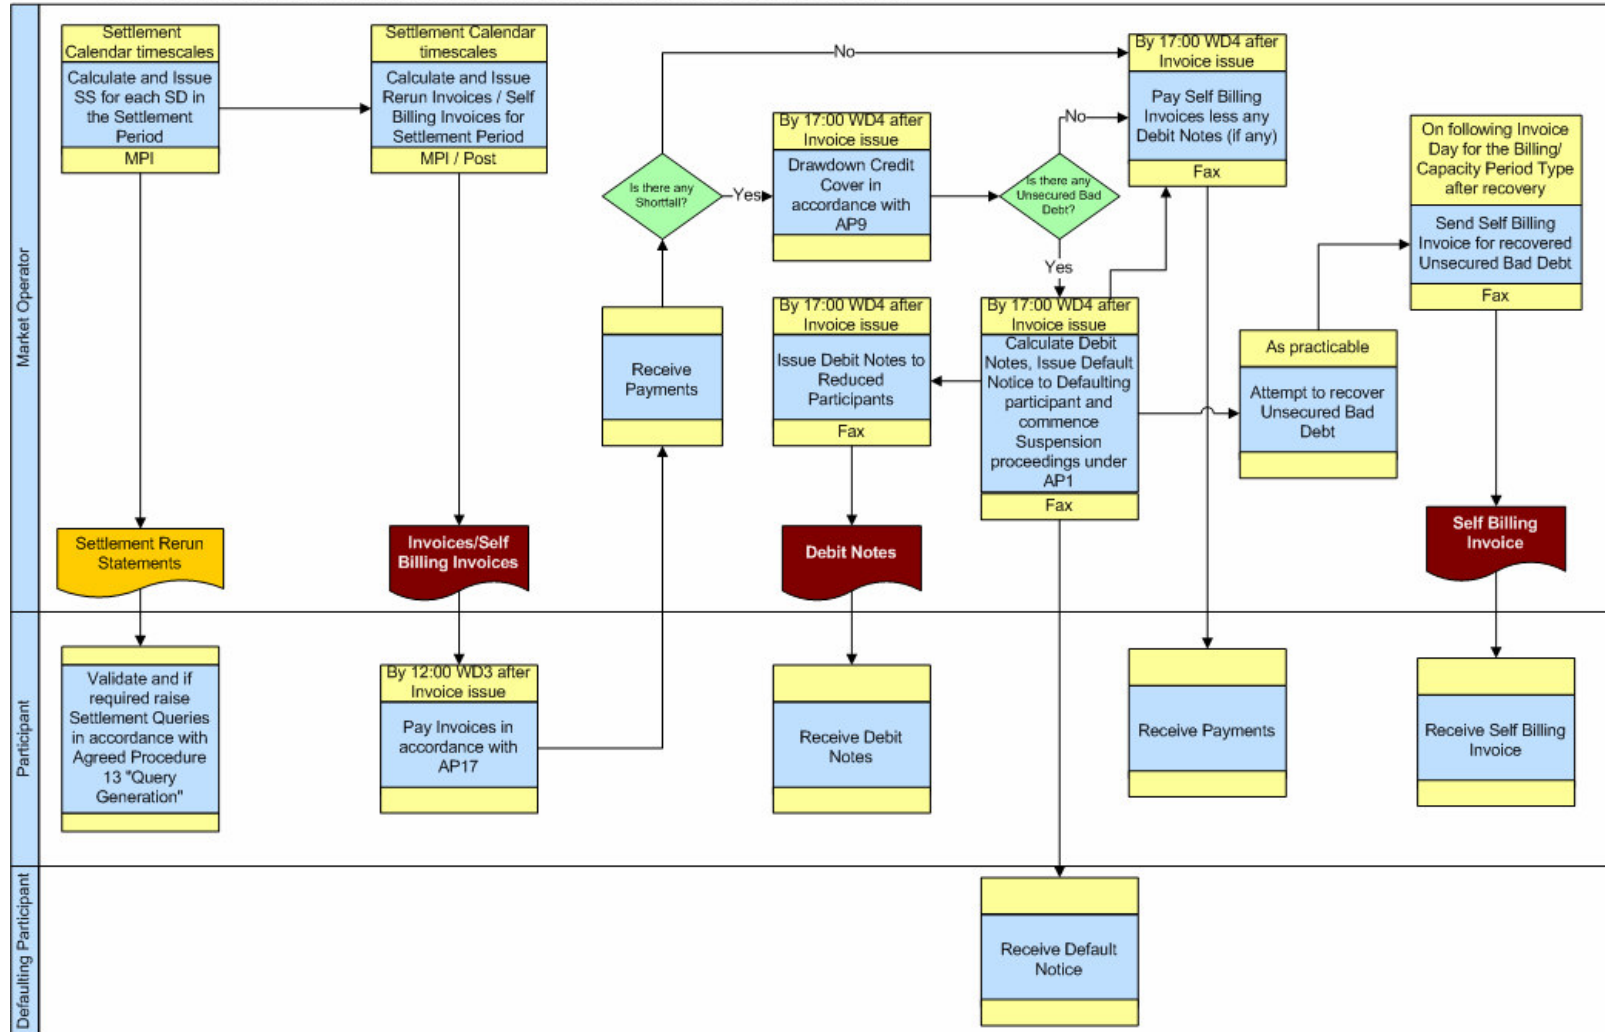 Market Operator
Settlement
Calendar timescales
Calculate and Issue
SS for each SD in
the Settlement
Period
MPI
Settlement Calendar
timescales
Calculate and Issue
Rerun Invoices / Self
Billing Invoices for
Settlement Period
MPI / Post
No
Is there any
Shortfall?
Yes
By 17:00 WD4 after
Invoice issue
Drawdown Credit
Cover in
accordance with
AP9
Is there any
Unsecured Bad
Debt?
No
Yes
By 17:00 WD4 after
Invoice issue
Pay Self Billing
Invoices less any
Debit Notes (if any)
Fax
On following Invoice
Day for the Billing/
Capacity Period Type
after recovery
Send Self Billing
Invoice for recovered
Unsecured Bad Debt
Fax
Receive
Payments
By 17:00 WD4 after
Invoice issue
Issue Debit Notes to
Reduced
Participants
Fax
By 17:00 WD4 after
Invoice issue
Calculate Debit
Notes, Issue Default
Notice to Defaulting
participant and
commence
Suspension
proceedings under
AP1
Fax
As practicable
Attempt to recover
Unsecured Bad
Debt
Settlement Rerun
Statements
Invoices/Self
Billing Invoices
Debit Notes
Self Billing
Invoice
Participant
Validate and if
required raise
Settlement Queries
in accordance with
Agreed Procedure
13 "Query
Generation"
By 12:00 WD3 after
Invoice issue
Pay Invoices in
accordance with
AP17
Receive Debit
Notes
Receive Payments
Receive Self Billing
Invoice
Defaulting Participant
Receive Default
Notice